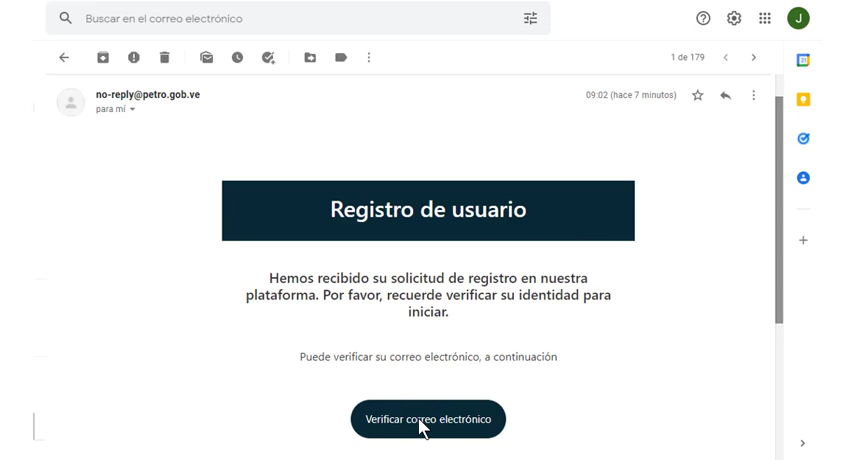 Buscar en el correo electrónico
J
1 de 179
no-reply@petro.gob.ve
09:02 (hace 7 minutos)
para mí
Registro de usuario
Hemos recibido su solicitud de registro en nuestra
plataforma. Por favor, recuerde verificar su identidad para
iniciar.
Puede verificar su correo electrónico, a continuación
Verificar correo electrónico